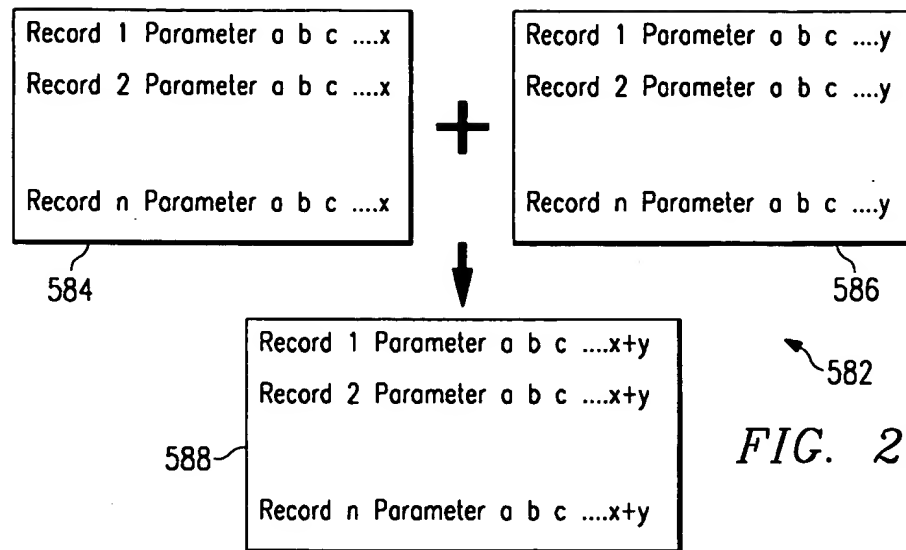 Record 1 Parameter a b c ....x
Record 2 Parameter a b c ....x
Record n Parameter a b c ....x
584
+
Record 1 Parameter a b c ....y
Record 2 Parameter a b c ....y
Record n Parameter a b c ....y
586
Record 1 Parameter a b c ....x+y
Record 2 Parameter a b c ....x+y
Record n Parameter a b c ....x+y
588
582
FIG. 2